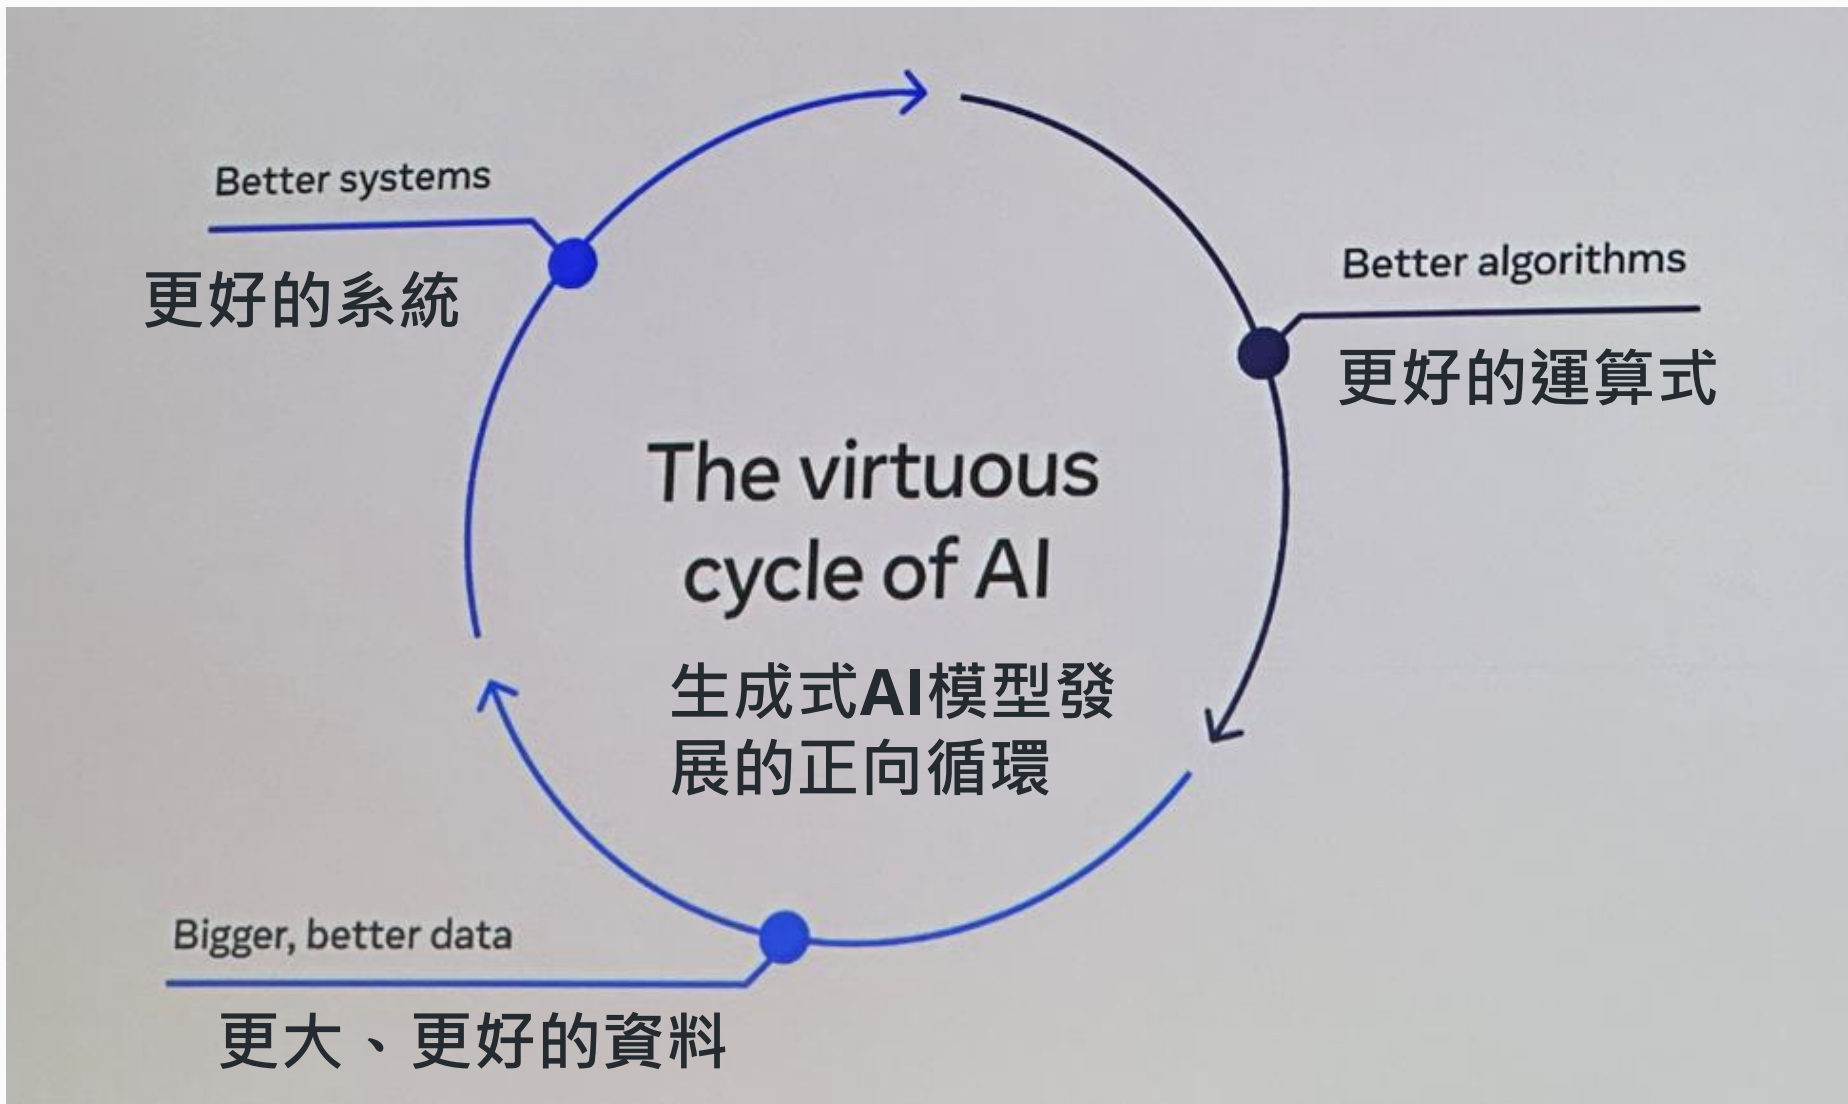 Better systems
更好的系統
Better algorithms
更好的運算式
The virtuous
cycle of AI
生成式AI模型發
展的正向循環
Bigger, better data
更大、更好的資料